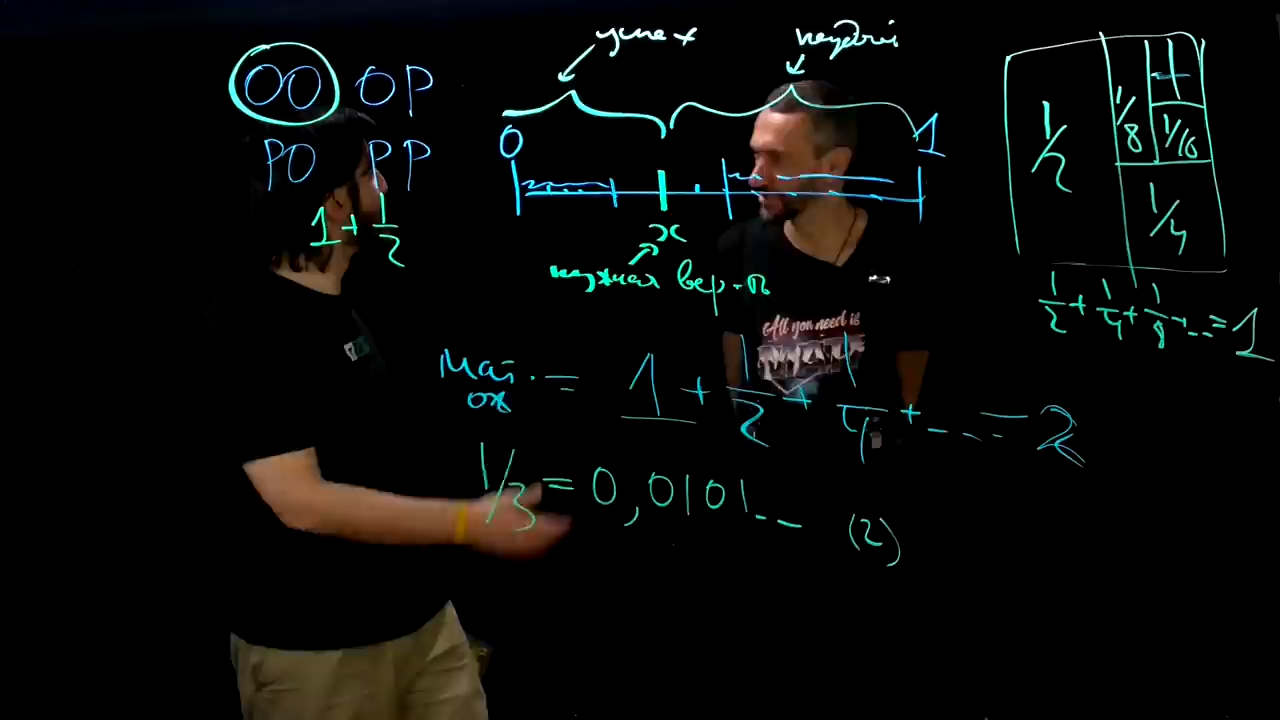 OO OP
PO PP
1 + 1/2
успех
неудачи
0 1
x
нужная вер-ть
1/2 1/8 1/16 1/4
1/2 + 1/4 + 1/8 + ... = 1
All you need is
Мат. ож = 1 + 1/2 + 1/4 + ... = 2
1/3 = 0,0101... (2)